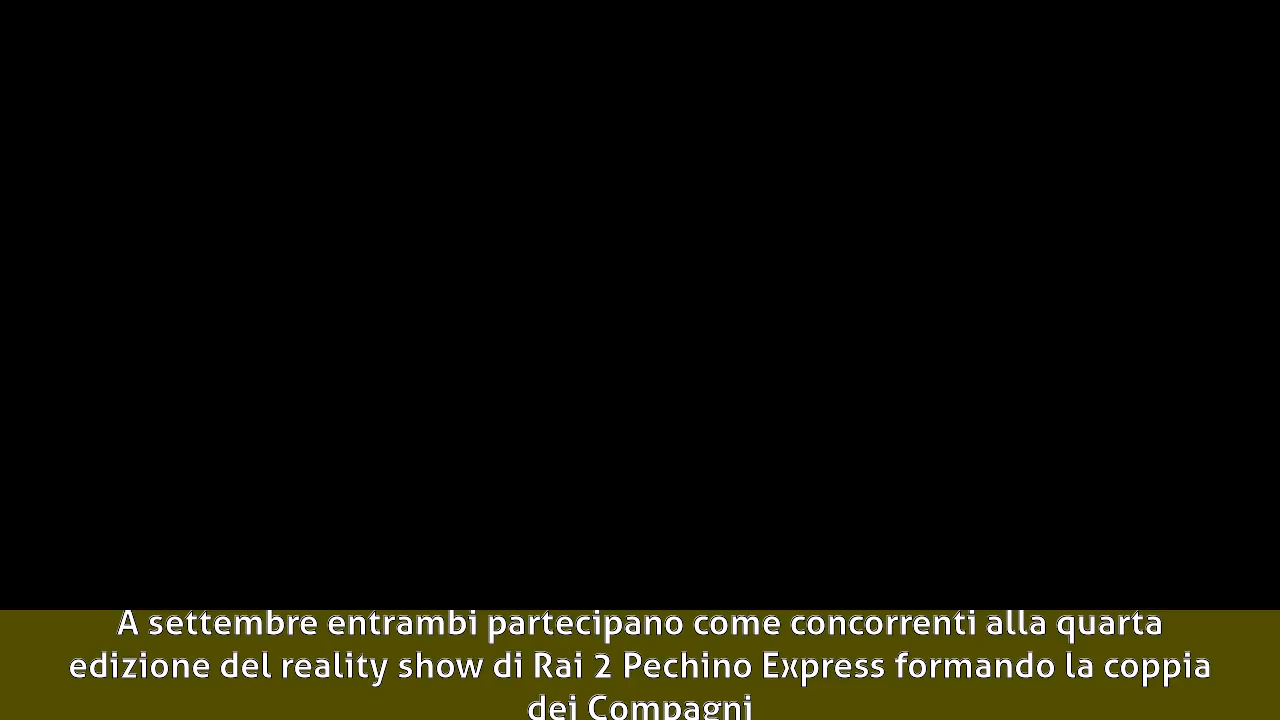 A settembre entrambi partecipano come concorrenti alla quarta
edizione del reality show di Rai 2 Pechino Express formando la coppia
dei Compagni